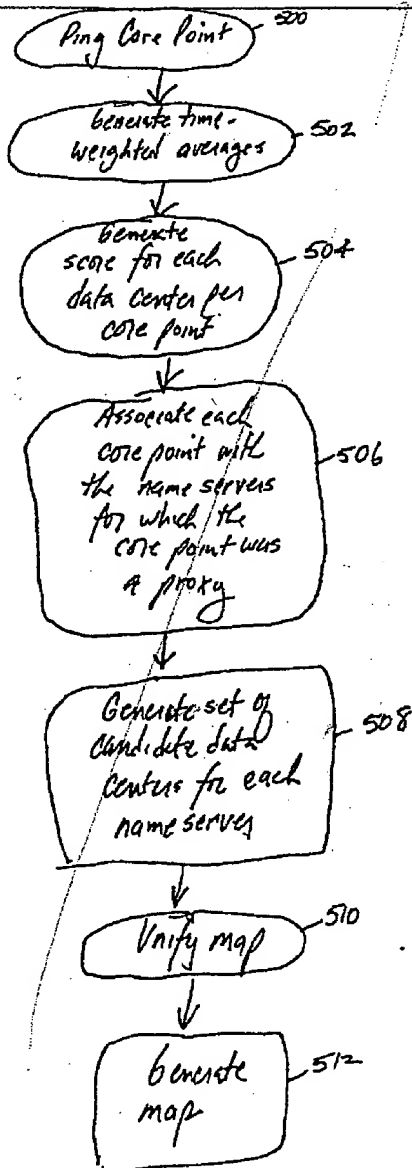 Ping Core Point
500
Generate time-
weighted averages
502
Generate
score for each
data center per
core point
504
Associate each
core point with
the name servers
for which the
core point was
a proxy
506
Generate set of
candidate data
centers for each
name server
508
Unify map
510
Generate
map
512